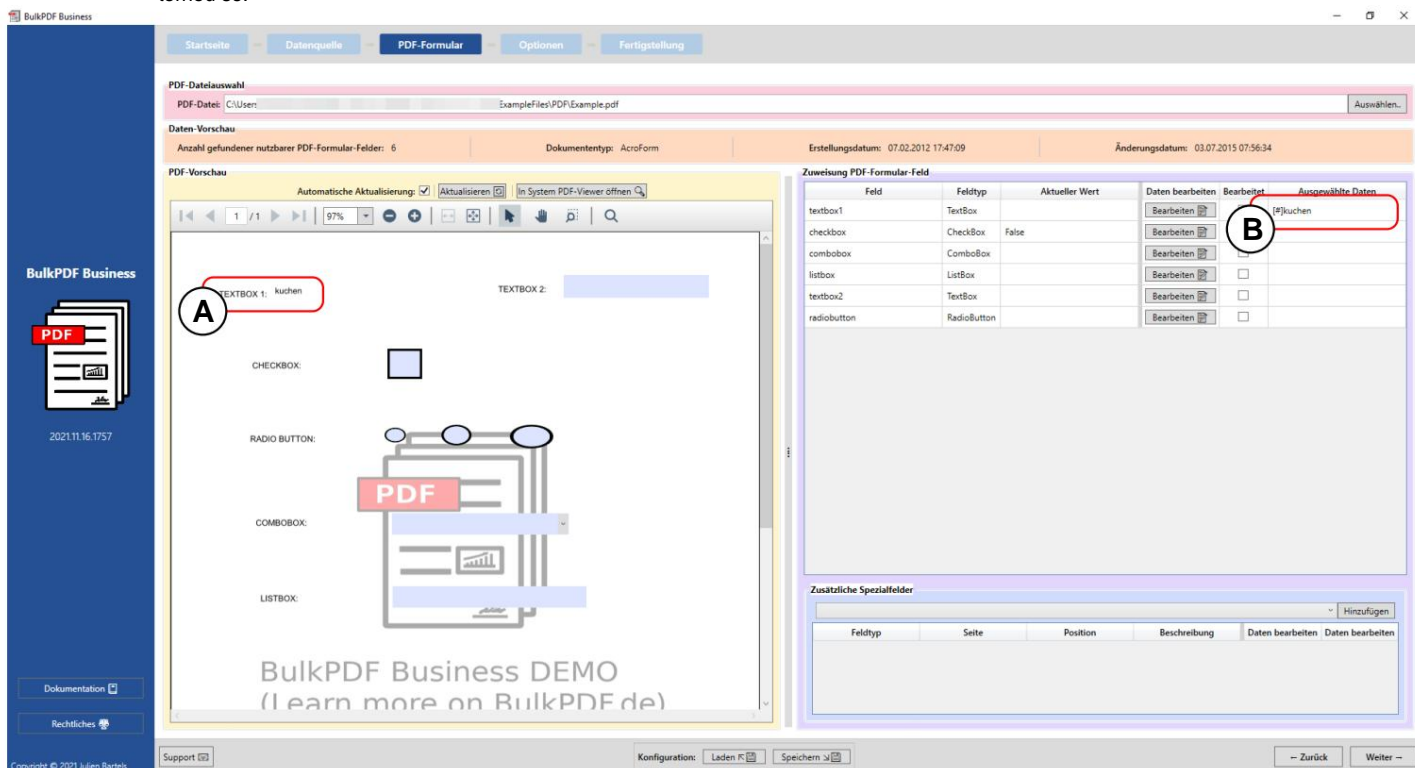 BulkPDF Business
Startseite – Datenquelle – PDF-Formular – Optionen – Fertigstellung
PDF-Dateiauswahl
PDF-Datei: C:\Users ExampleFiles\PDF\Example.pdf Auswählen..
Daten-Vorschau
Anzahl gefundener nutzbarer PDF-Formular-Felder: 6 Dokumententyp: AcroForm Erstellungsdatum: 07.02.2012 17:47:09 Änderungsdatum: 03.07.2015 07:56:34
PDF-Vorschau
Automatische Aktualisierung: Aktualisieren In System PDF-Viewer öffnen
1 / 1 97%
TEXTBOX 1: kuchen TEXTBOX 2:
A
CHECKBOX:
RADIO BUTTON:
PDF
COMBOBOX:
LISTBOX:
BulkPDF Business DEMO
(Learn more on BulkPDF.de)
Zuweisung PDF-Formular-Feld
Feld Feldtyp Aktueller Wert Daten bearbeiten Bearbeitet Ausgewählte Daten
textbox1 TextBox Bearbeiten [#]kuchen
B
checkbox CheckBox False Bearbeiten
combobox ComboBox Bearbeiten
listbox ListBox Bearbeiten
textbox2 TextBox Bearbeiten
radiobutton RadioButton Bearbeiten
Zusätzliche Spezialfelder
Hinzufügen
Feldtyp Seite Position Beschreibung Daten bearbeiten Daten bearbeiten
BulkPDF Business
PDF
2021.11.16.1757
Dokumentation
Rechtliches
Copyright © 2021 Julien Bartels
Support Konfiguration: Laden Speichern – Zurück Weiter –